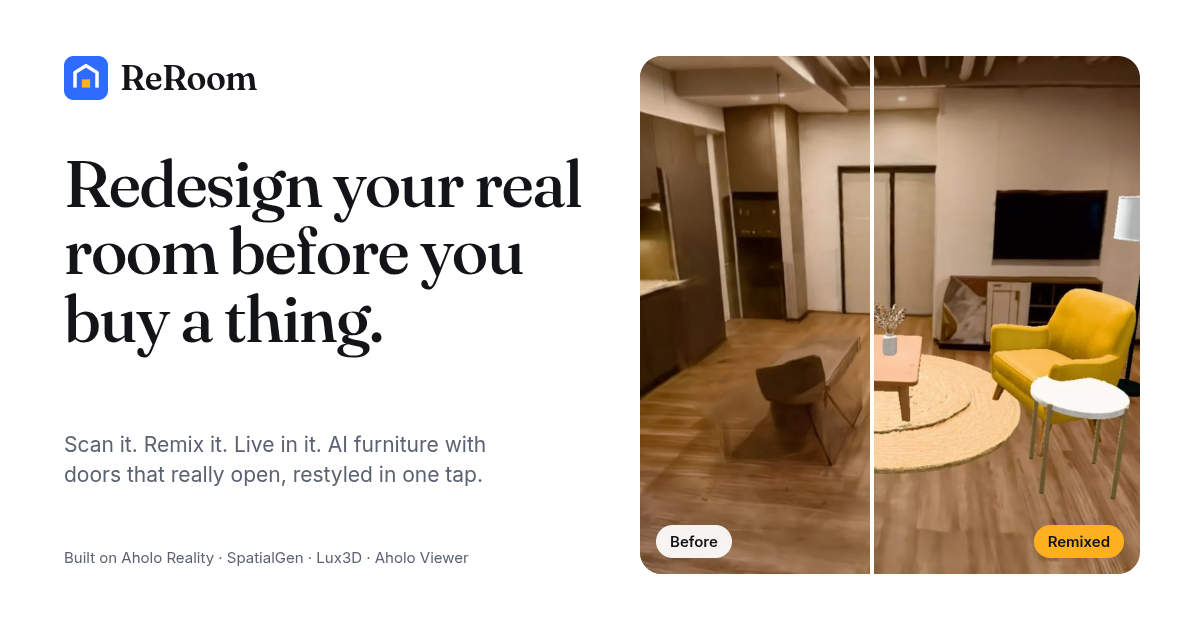 ReRoom
Redesign your real
room before you
buy a thing.
Scan it. Remix it. Live in it. AI furniture with
doors that really open, restyled in one tap.
Built on Aholo Reality · SpatialGen · Lux3D · Aholo Viewer
Before
Remixed